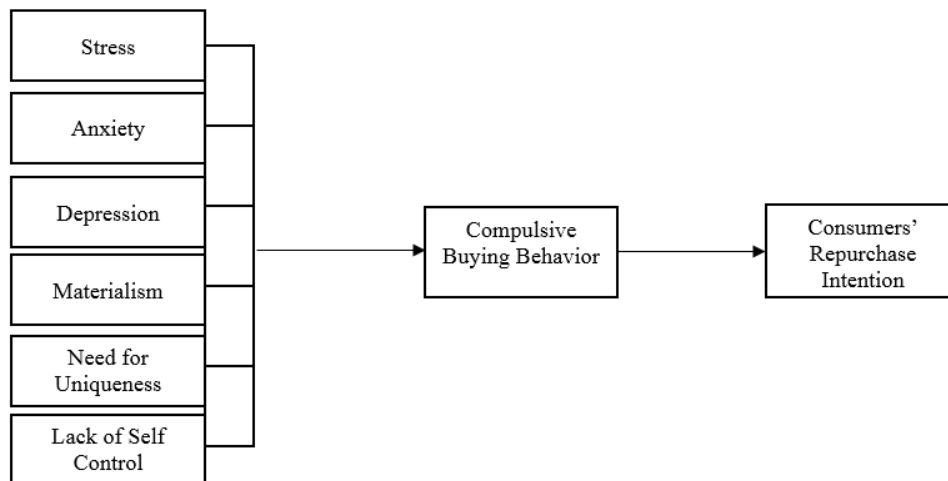 Stress
Anxiety
Depression
Materialism
Need for
Uniqueness
Lack of Self
Control
Compulsive
Buying Behavior
Consumers’
Repurchase
Intention